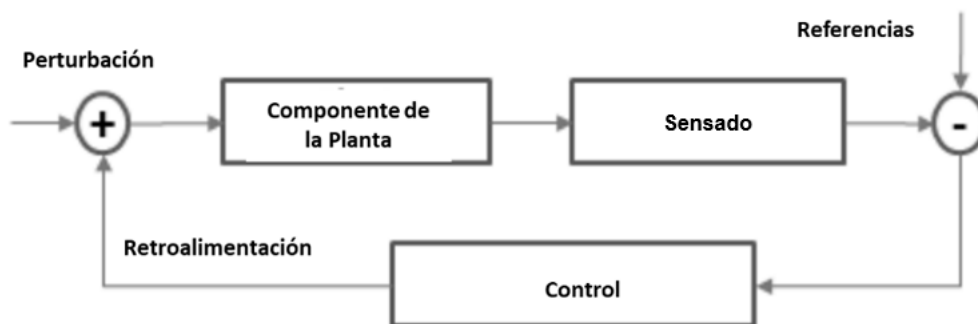 Referencias
Perturbación
+
Componente de
la Planta
Sensado
-
Retroalimentación
Control